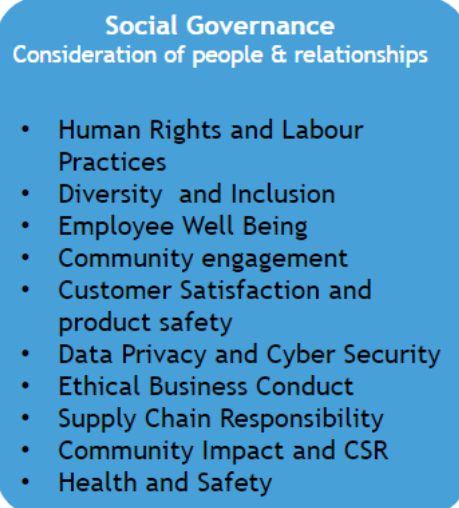 Social Governance
Consideration of people & relationships
• Human Rights and Labour
Practices
• Diversity and Inclusion
• Employee Well Being
• Community engagement
• Customer Satisfaction and
product safety
• Data Privacy and Cyber Security
• Ethical Business Conduct
• Supply Chain Responsibility
• Community Impact and CSR
• Health and Safety